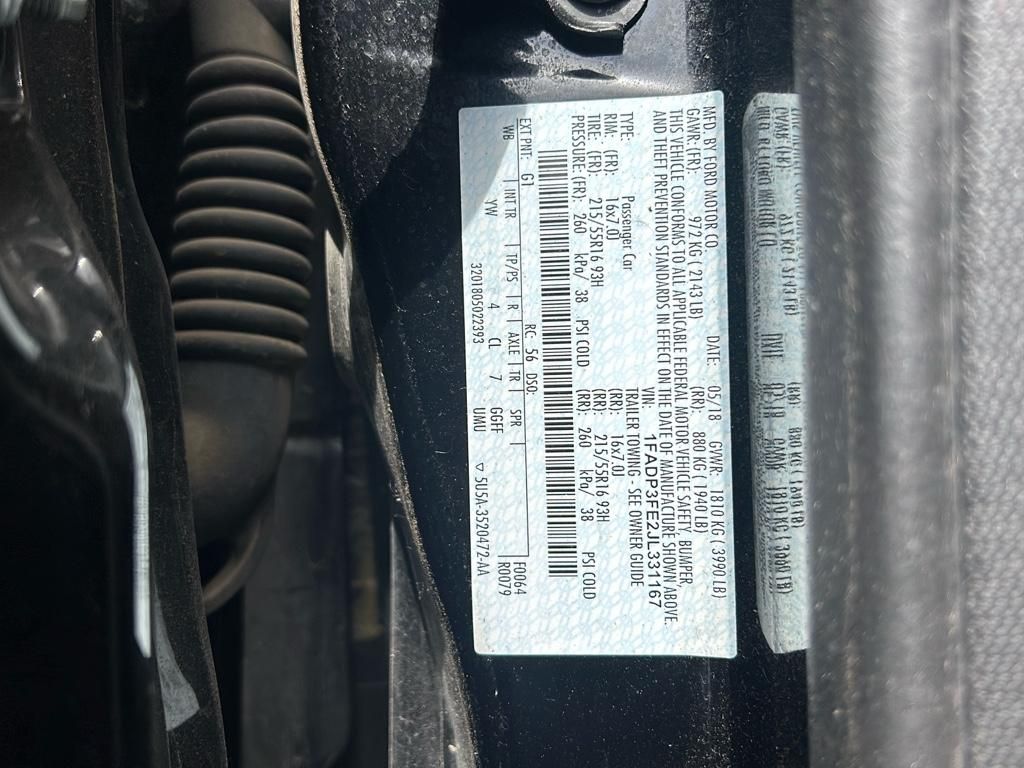 MFD. BY FORD MOTOR CO. DATE: 05/18 GVWR: 1810 KG ( 3990 LB)
GAWR: (FR): 972 KG ( 2143 LB) (RR): 880 KG ( 1940 LB)
THIS VEHICLE CONFORMS TO ALL APPLICABLE FEDERAL MOTOR VEHICLE SAFETY, BUMPER,
AND THEFT PREVENTION STANDARDS IN EFFECT ON THE DATE OF MANUFACTURE SHOWN ABOVE.
VIN: 1FADP3FE2JL331167
TYPE: Passenger Car TRAILER TOWING - SEE OWNER GUIDE
RIM: (FR): 16x7.0J (RR): 16x7.0J
TIRE: (FR): 215/55R16 93H (RR): 215/55R16 93H
PRESSURE: FR): 260 kPa/ 38 PSI COLD (RR): 260 kPa/ 38 PSI COLD
RC: 56 DSO: F0064
EXT PNT: G1 R0079
WB INT TR TP/PS R AXLE TR SPR
YW 4 CL 7 GGFF UMU ▽ 5U5A-3520472-AA
3201805022393